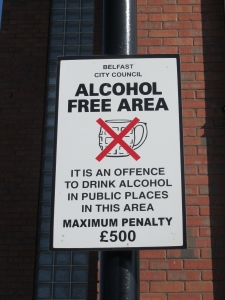 BELFAST
CITY COUNCIL
ALCOHOL
FREE AREA
IT IS AN OFFENCE
TO DRINK ALCOHOL
IN PUBLIC PLACES
IN THIS AREA
MAXIMUM PENALTY
£500